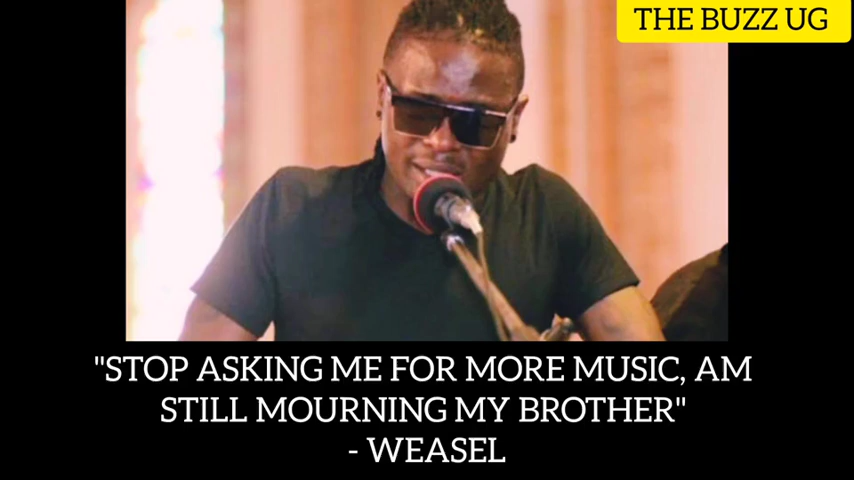 THE BUZZ UG
"STOP ASKING ME FOR MORE MUSIC, AM
STILL MOURNING MY BROTHER"
- WEASEL